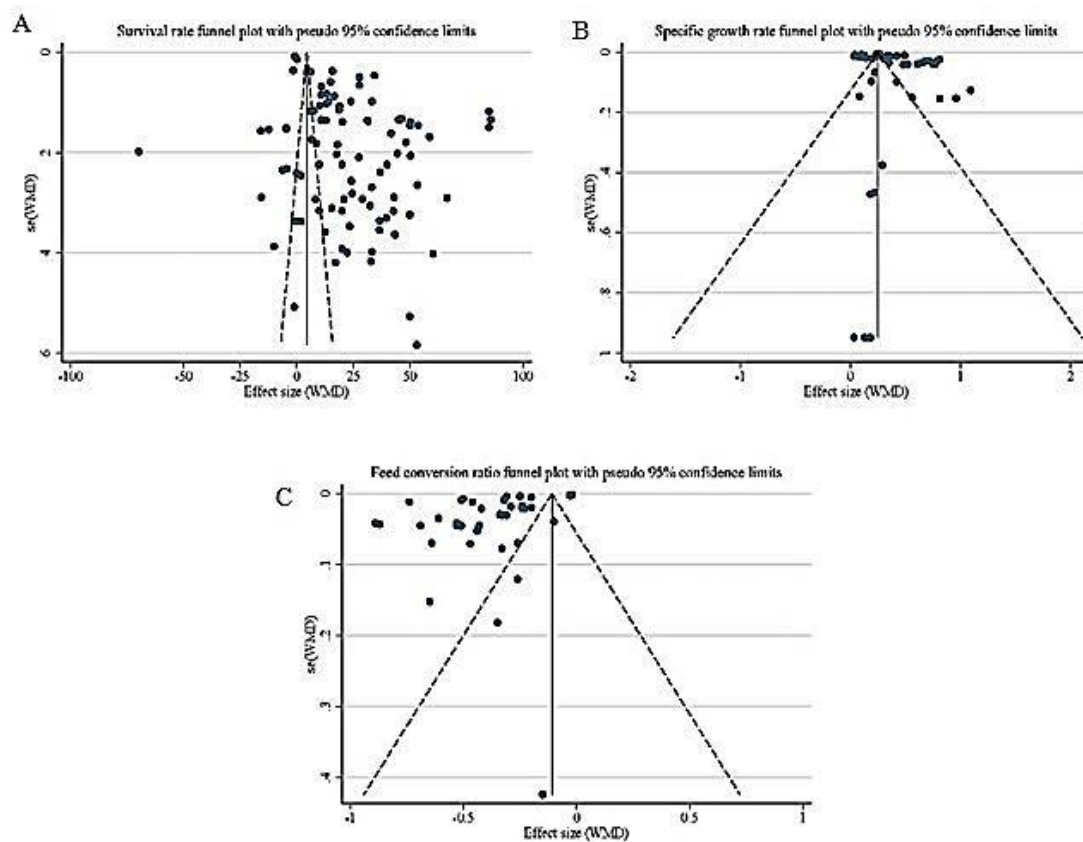 A
Survival rate funnel plot with pseudo 95% confidence limits
se(WMD)
0
2
4
6
-100
-50
0
50
100
Effect size (WMD)
B
Specific growth rate funnel plot with pseudo 95% confidence limits
se(WMD)
0
.2
.4
.6
.8
1
-2
-1
0
1
2
Effect size (WMD)
C
Feed conversion ratio funnel plot with pseudo 95% confidence limits
se(WMD)
0
.1
.2
.3
.4
-1
-0.5
0
0.5
1
Effect size (WMD)